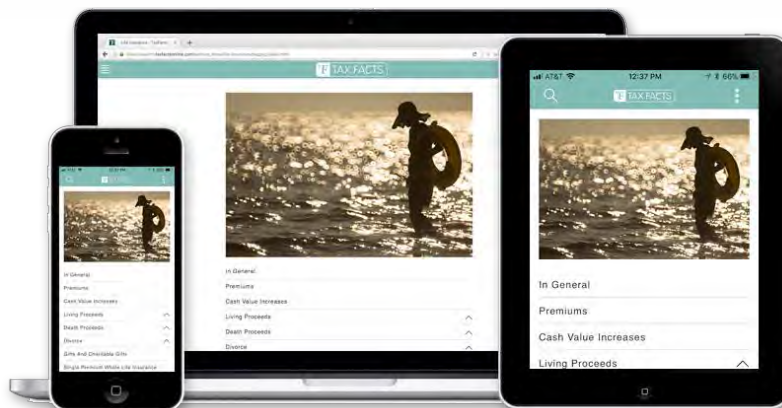 TAX FACTS
In General
Premiums
Cash Value Increases
Living Proceeds
Death Proceeds
Divorce
AT&T
12:37 PM
66%
TAX FACTS
In General
Premiums
Cash Value Increases
Living Proceeds
TAX FACTS
In General
Premiums
Cash Value Increases
Living Proceeds
Death Proceeds
Divorce
Gifts And Charitable Gifts
Single Premium Whole Life Insurance